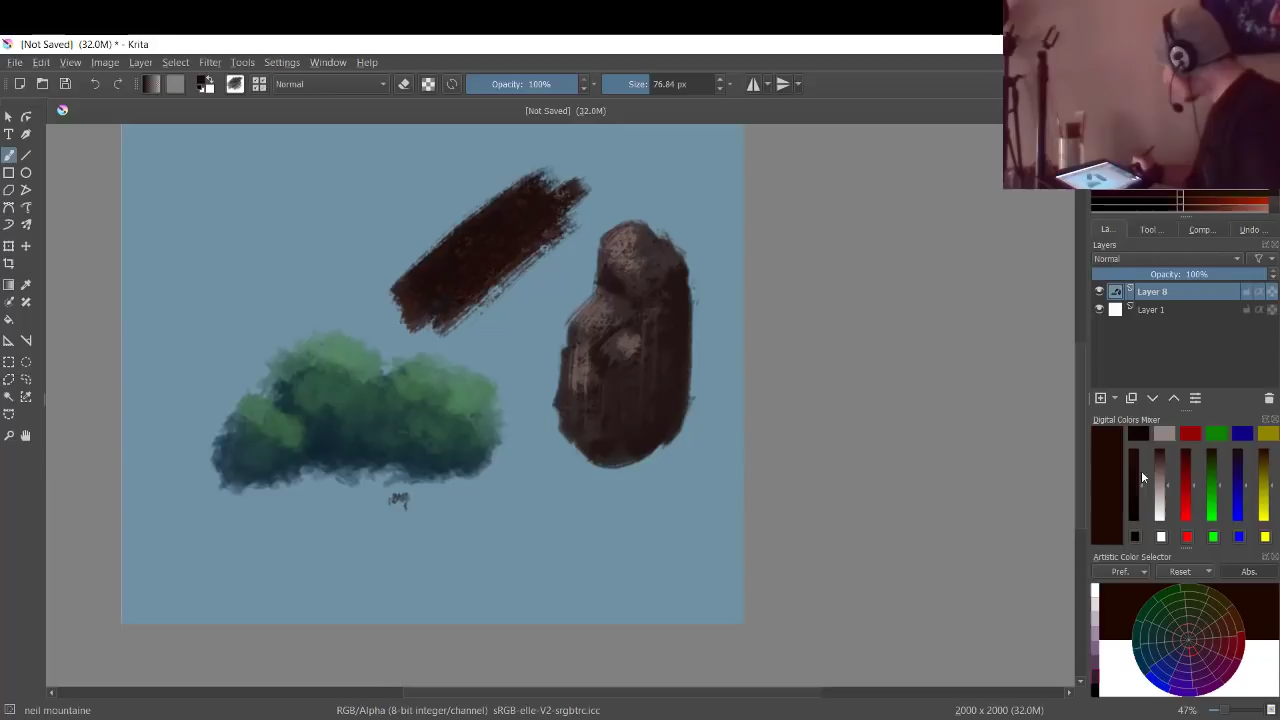 [Not Saved]  (32.0M) * - Krita
File Edit View Image Layer Select Filter Tools Settings Window Help
Normal
Opacity: 100%
Size: 76.84 px
[Not Saved]  (32.0M)
La... Tool ... Comp... Undo ...
Layers
Normal
Opacity: 100%
Layer 8
Layer 1
Digital Colors Mixer
Artistic Color Selector
Pref. Reset Abs.
neil mountaine
RGB/Alpha (8-bit integer/channel)  sRGB-elle-V2-srgbtrc.icc
2000 x 2000 (32.0M)
47%